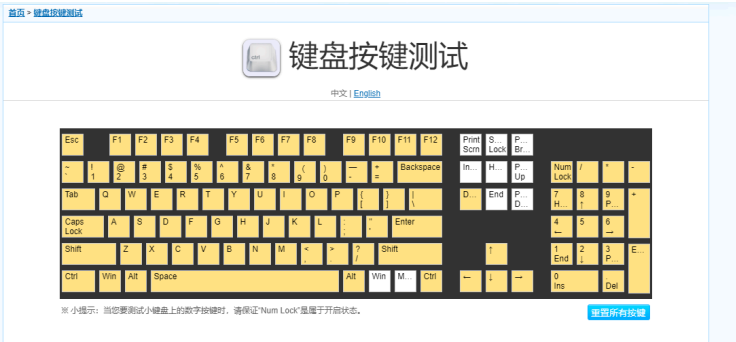 首页 > 键盘按键测试
ctrl
键盘按键测试
中文 | English
Esc F1 F2 F3 F4 F5 F6 F7 F8 F9 F10 F11 F12 Print Scrn S... Lock P... Br...
~ ` ! 1 @ 2 # 3 $ 4 % 5 ^ 6 & 7 * 8 ( 9 ) 0 — - + = Backspace In... H... P... Up Num Lock / * -
Tab Q W E R T Y U I O P { [ } ] | \ D... End P... D... 7 H... 8 ↑ 9 P... +
Caps Lock A S D F G H J K L : ; " ' Enter 4 ← 5 6 →
Shift Z X C V B N M < , > . ? / Shift ↑ 1 End 2 ↓ 3 P... E...
Ctrl Win Alt Space Alt Win M... Ctrl ← ↓ → 0 Ins . Del
※ 小提示：当您要测试小键盘上的数字按键时，请保证"Num Lock"是属于开启状态。
重置所有按键